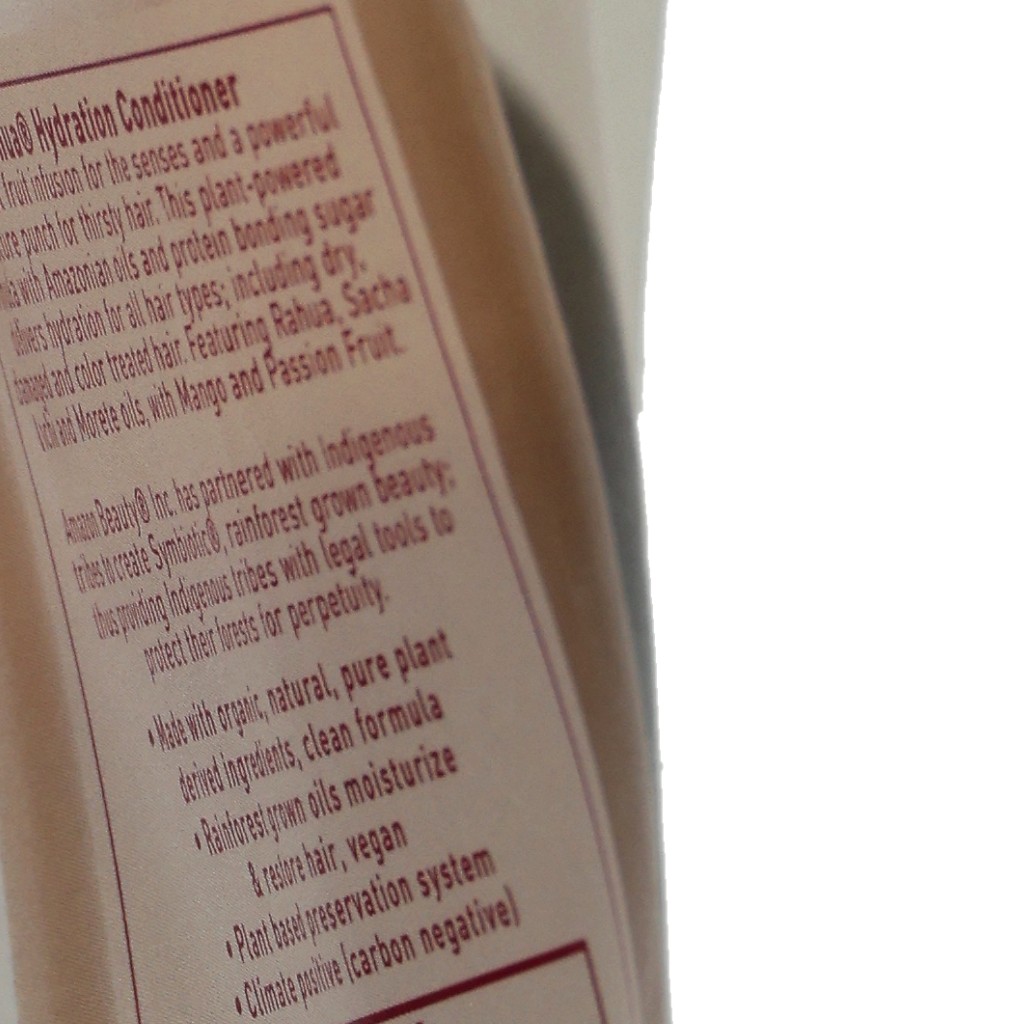 Hydration Conditioner
fruit infusion for the senses and a powerful
punch for thirsty hair. This plant-powered
with Amazonian oils and protein bonding sugar
delivers hydration for all hair types; including dry,
damaged and color treated hair. Featuring Rahua, Sacha
Inchi and Morete oils, with Mango and Passion Fruit.
Amazon Beauty® Inc. has partnered with Indigenous
tribes to create Symbiotic®, rainforest grown beauty;
thus providing Indigenous tribes with legal tools to
protect their forests for perpetuity.
• Made with organic, natural, pure plant
derived ingredients, clean formula
• Rainforest grown oils moisturize
& restore hair, vegan
• Plant based preservation system
• Climate positive (carbon negative)